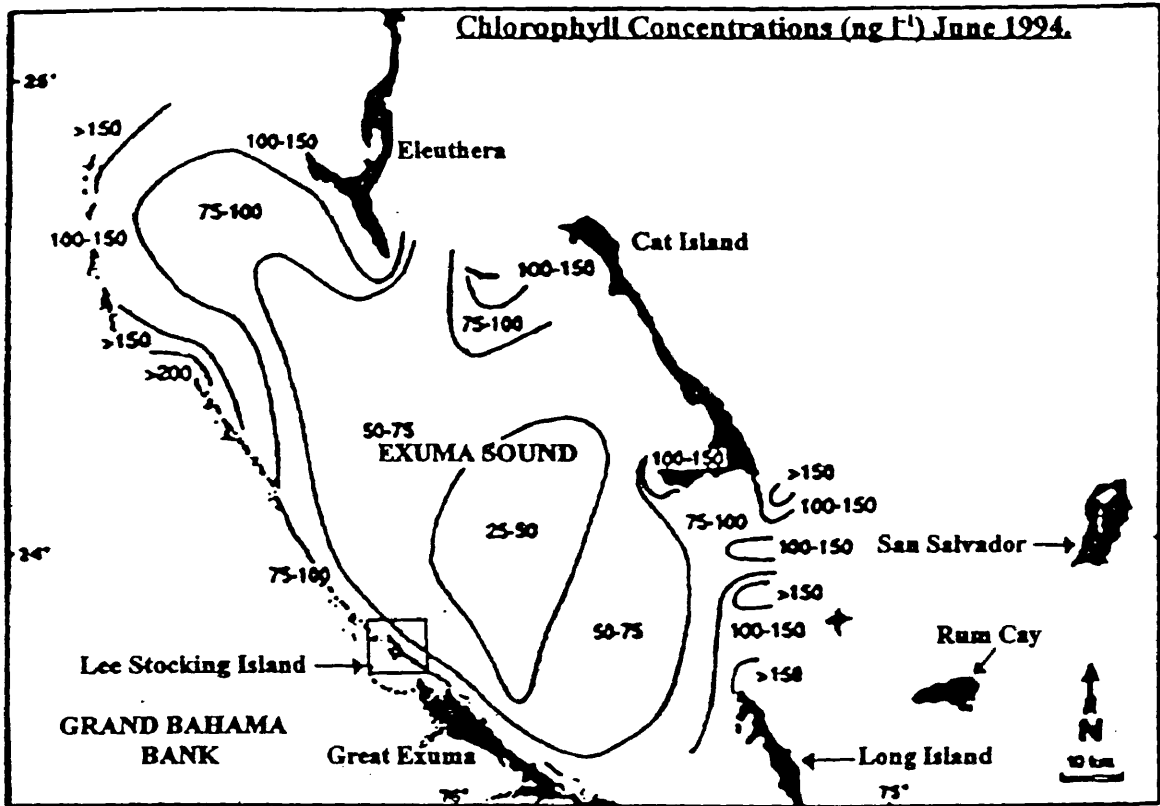 Chlorophyll Concentrations (ng l⁻¹) June 1994.
25°
>150
100-150
Eleuthera
75-100
100-150
Cat Island
100-150
75-100
>150
>200
50-75
EXUMA SOUND
100-150
>150
100-150
75-100
25-50
100-150
San Salvador
24°
75-100
>150
50-75
100-150
Rum Cay
Lee Stocking Island
>150
GRAND BAHAMA
BANK
Great Exuma
Long Island
N
10 km
76°
75°